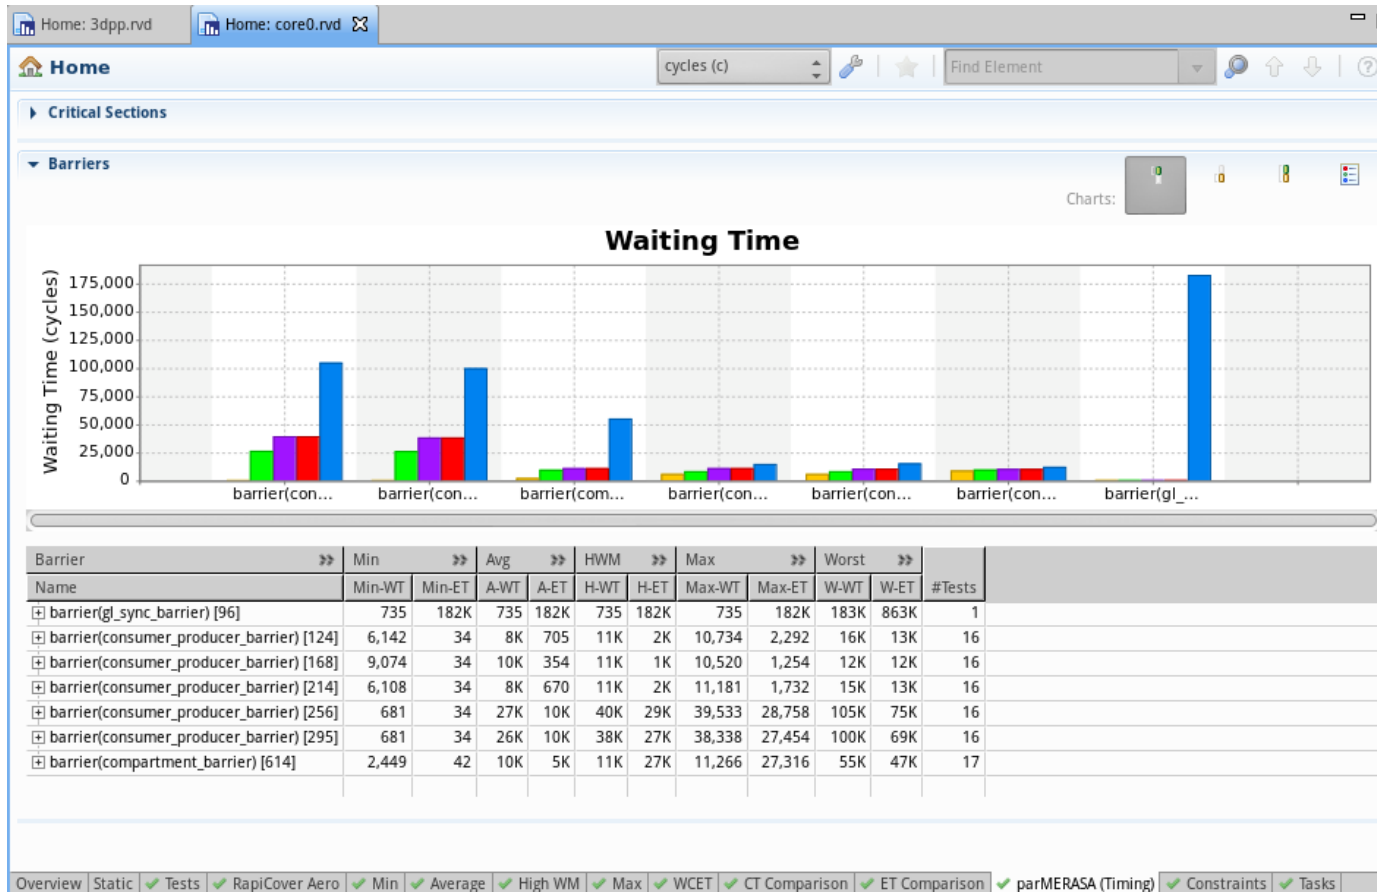 Home: 3dpp.rvd Home: core0.rvd
Home cycles (c) Find Element
Critical Sections
Barriers
Charts:
Waiting Time
Waiting Time (cycles)
175,000
150,000
125,000
100,000
75,000
50,000
25,000
0
barrier(con... barrier(con... barrier(com... barrier(con... barrier(con... barrier(con... barrier(gl_...
Barrier Min Avg HWM Max Worst
Name Min-WT Min-ET A-WT A-ET H-WT H-ET Max-WT Max-ET W-WT W-ET #Tests
barrier(gl_sync_barrier) [96] 735 182K 735 182K 735 182K 735 182K 183K 863K 1
barrier(consumer_producer_barrier) [124] 6,142 34 8K 705 11K 2K 10,734 2,292 16K 13K 16
barrier(consumer_producer_barrier) [168] 9,074 34 10K 354 11K 1K 10,520 1,254 12K 12K 16
barrier(consumer_producer_barrier) [214] 6,108 34 8K 670 11K 2K 11,181 1,732 15K 13K 16
barrier(consumer_producer_barrier) [256] 681 34 27K 10K 40K 29K 39,533 28,758 105K 75K 16
barrier(consumer_producer_barrier) [295] 681 34 26K 10K 38K 27K 38,338 27,454 100K 69K 16
barrier(compartment_barrier) [614] 2,449 42 10K 5K 11K 27K 11,266 27,316 55K 47K 17
Overview Static Tests RapiCover Aero Min Average High WM Max WCET CT Comparison ET Comparison parMERASA (Timing) Constraints Tasks